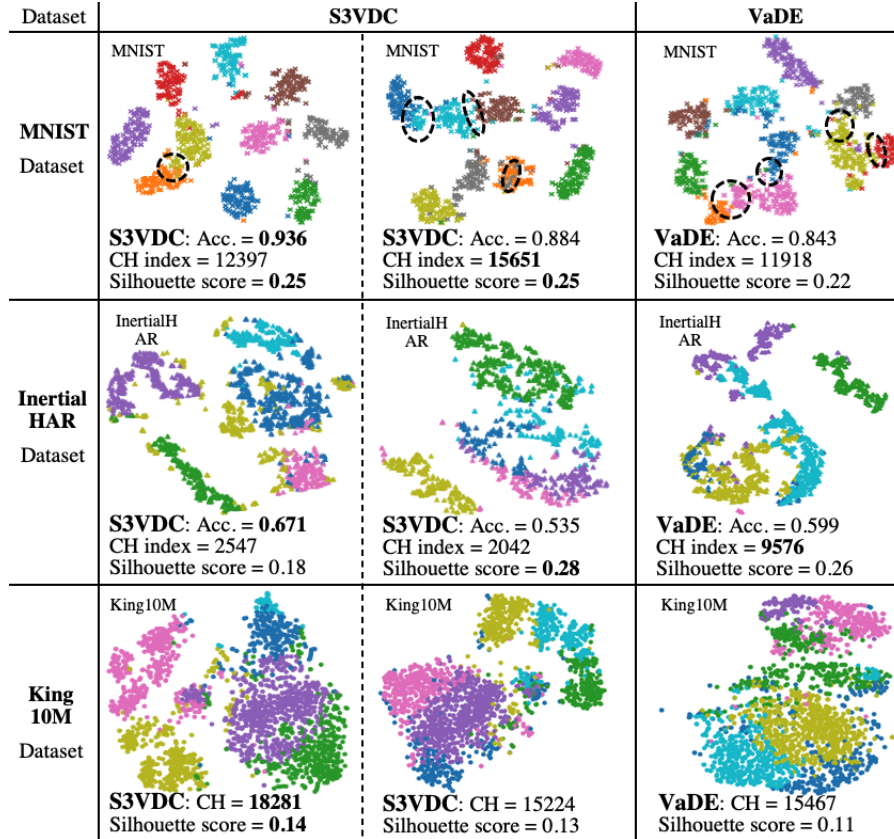 Dataset
S3VDC
VaDE
MNIST
Dataset
MNIST
S3VDC: Acc. = 0.936
CH index = 12397
Silhouette score = 0.25
MNIST
S3VDC: Acc. = 0.884
CH index = 15651
Silhouette score = 0.25
MNIST
VaDE: Acc. = 0.843
CH index = 11918
Silhouette score = 0.22
Inertial
HAR
Dataset
InertialH
AR
S3VDC: Acc. = 0.671
CH index = 2547
Silhouette score = 0.18
InertialH
AR
S3VDC: Acc. = 0.535
CH index = 2042
Silhouette score = 0.28
InertialH
AR
VaDE: Acc. = 0.599
CH index = 9576
Silhouette score = 0.26
King
10M
Dataset
King10M
S3VDC: CH = 18281
Silhouette score = 0.14
King10M
S3VDC: CH = 15224
Silhouette score = 0.13
King10M
VaDE: CH = 15467
Silhouette score = 0.11